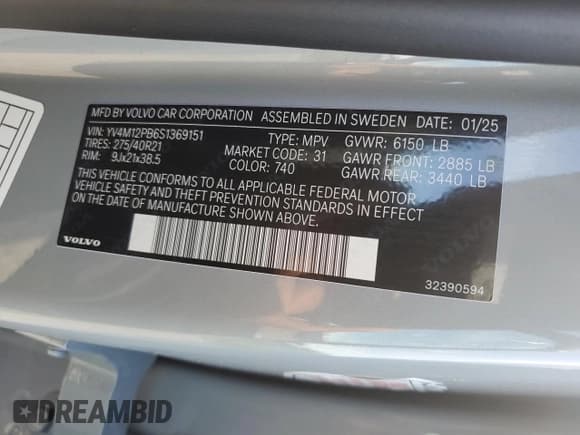 MFD BY VOLVO CAR CORPORATION ASSEMBLED IN SWEDEN DATE: 01/25
VIN: YV4M12PB6S1369151 TYPE: MPV GVWR: 6150 LB
TIRES: 275/40R21 MARKET CODE: 31 GAWR FRONT: 2885 LB
RIM: 9Jx21x38.5 COLOR: 740 GAWR REAR: 3440 LB
THIS VEHICLE CONFORMS TO ALL APPLICABLE FEDERAL MOTOR
VEHICLE SAFETY AND THEFT PREVENTION STANDARDS IN EFFECT
ON THE DATE OF MANUFACTURE SHOWN ABOVE.
VOLVO
32390594
DREAMBID